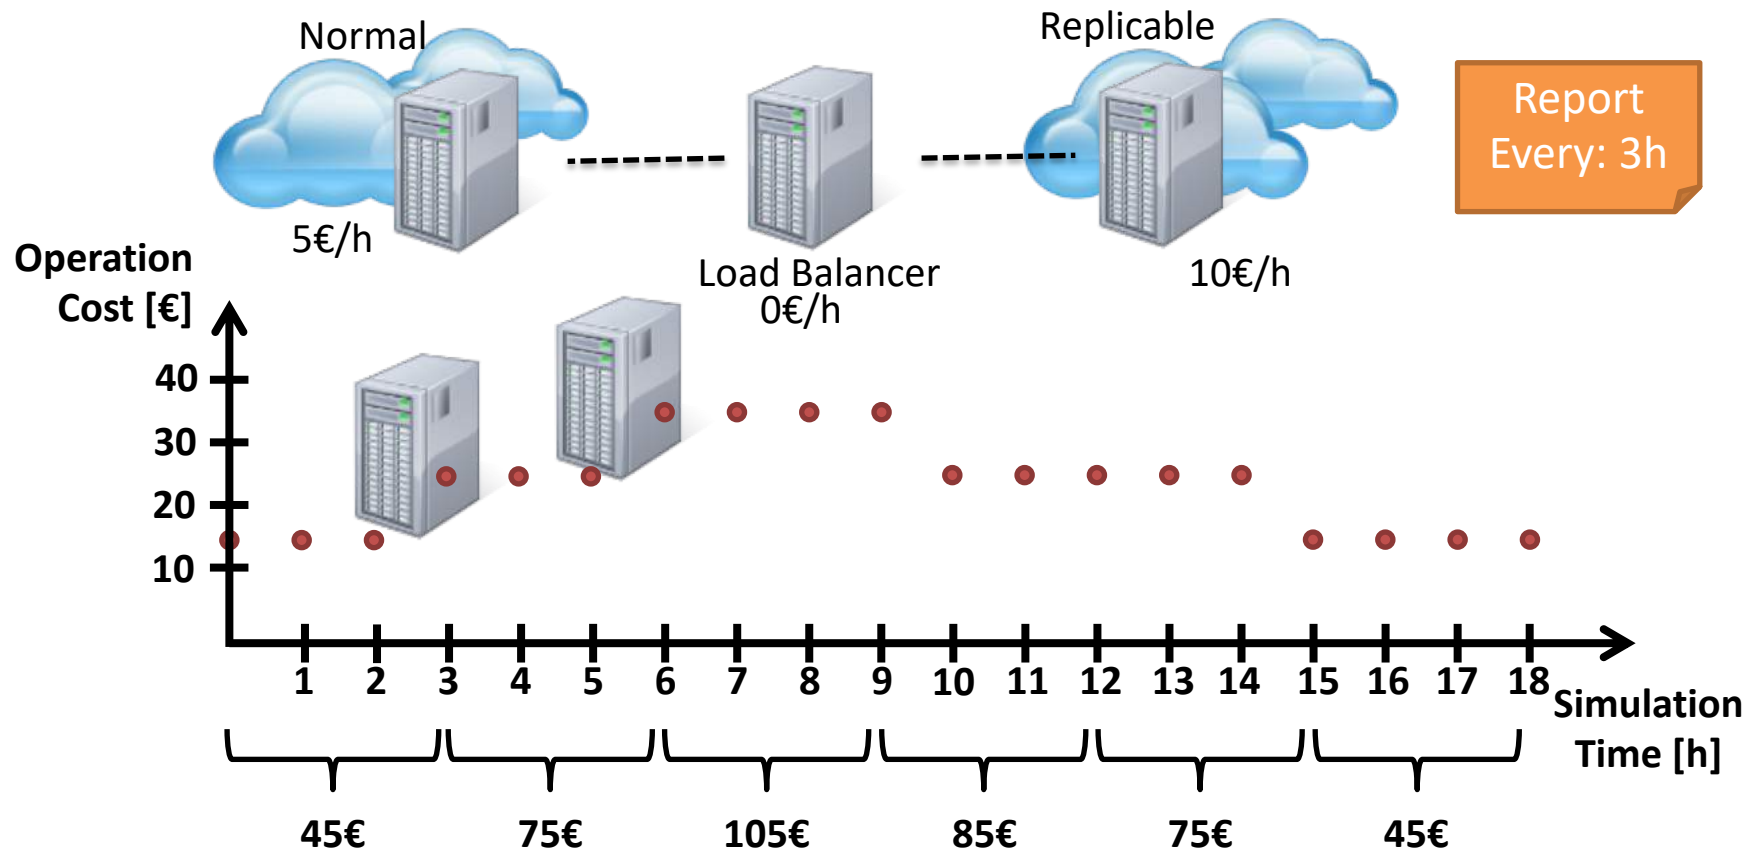 Normal
Replicable
Report
Every: 3h
5€/h
Load Balancer
0€/h
10€/h
Operation
Cost [€]
40
30
20
10
1 2 3 4 5 6 7 8 9 10 11 12 13 14 15 16 17 18
Simulation
Time [h]
45€ 75€ 105€ 85€ 75€ 45€